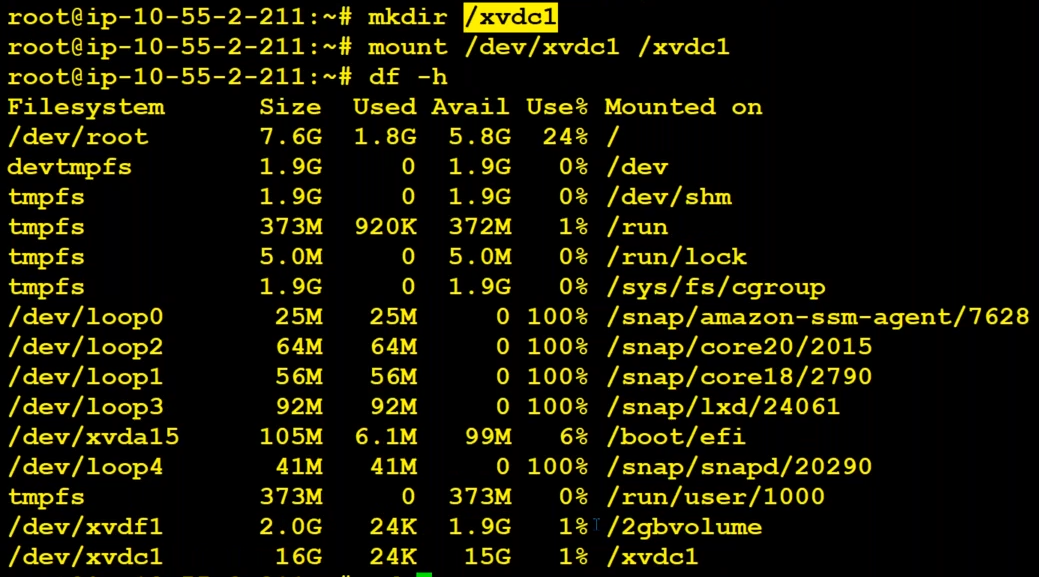 root@ip-10-55-2-211:~# mkdir /xvdc1
root@ip-10-55-2-211:~# mount /dev/xvdc1 /xvdc1
root@ip-10-55-2-211:~# df -h
Filesystem      Size  Used Avail Use% Mounted on
/dev/root       7.6G  1.8G  5.8G  24% /
devtmpfs        1.9G     0  1.9G   0% /dev
tmpfs           1.9G     0  1.9G   0% /dev/shm
tmpfs           373M  920K  372M   1% /run
tmpfs           5.0M     0  5.0M   0% /run/lock
tmpfs           1.9G     0  1.9G   0% /sys/fs/cgroup
/dev/loop0       25M   25M     0 100% /snap/amazon-ssm-agent/7628
/dev/loop2       64M   64M     0 100% /snap/core20/2015
/dev/loop1       56M   56M     0 100% /snap/core18/2790
/dev/loop3       92M   92M     0 100% /snap/lxd/24061
/dev/xvda15     105M  6.1M   99M   6% /boot/efi
/dev/loop4       41M   41M     0 100% /snap/snapd/20290
tmpfs           373M     0  373M   0% /run/user/1000
/dev/xvdf1      2.0G   24K  1.9G   1% /2gbvolume
/dev/xvdc1       16G   24K   15G   1% /xvdc1